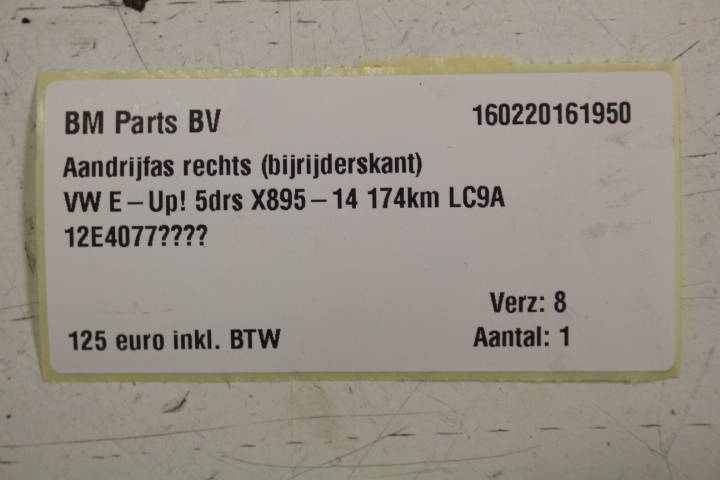 BM Parts BV 160220161950
Aandrijfas rechts (bijrijderskant)
VW E-Up! 5drs X895-14 174km LC9A
12E4077????
Verz: 8
125 euro inkl. BTW Aantal: 1